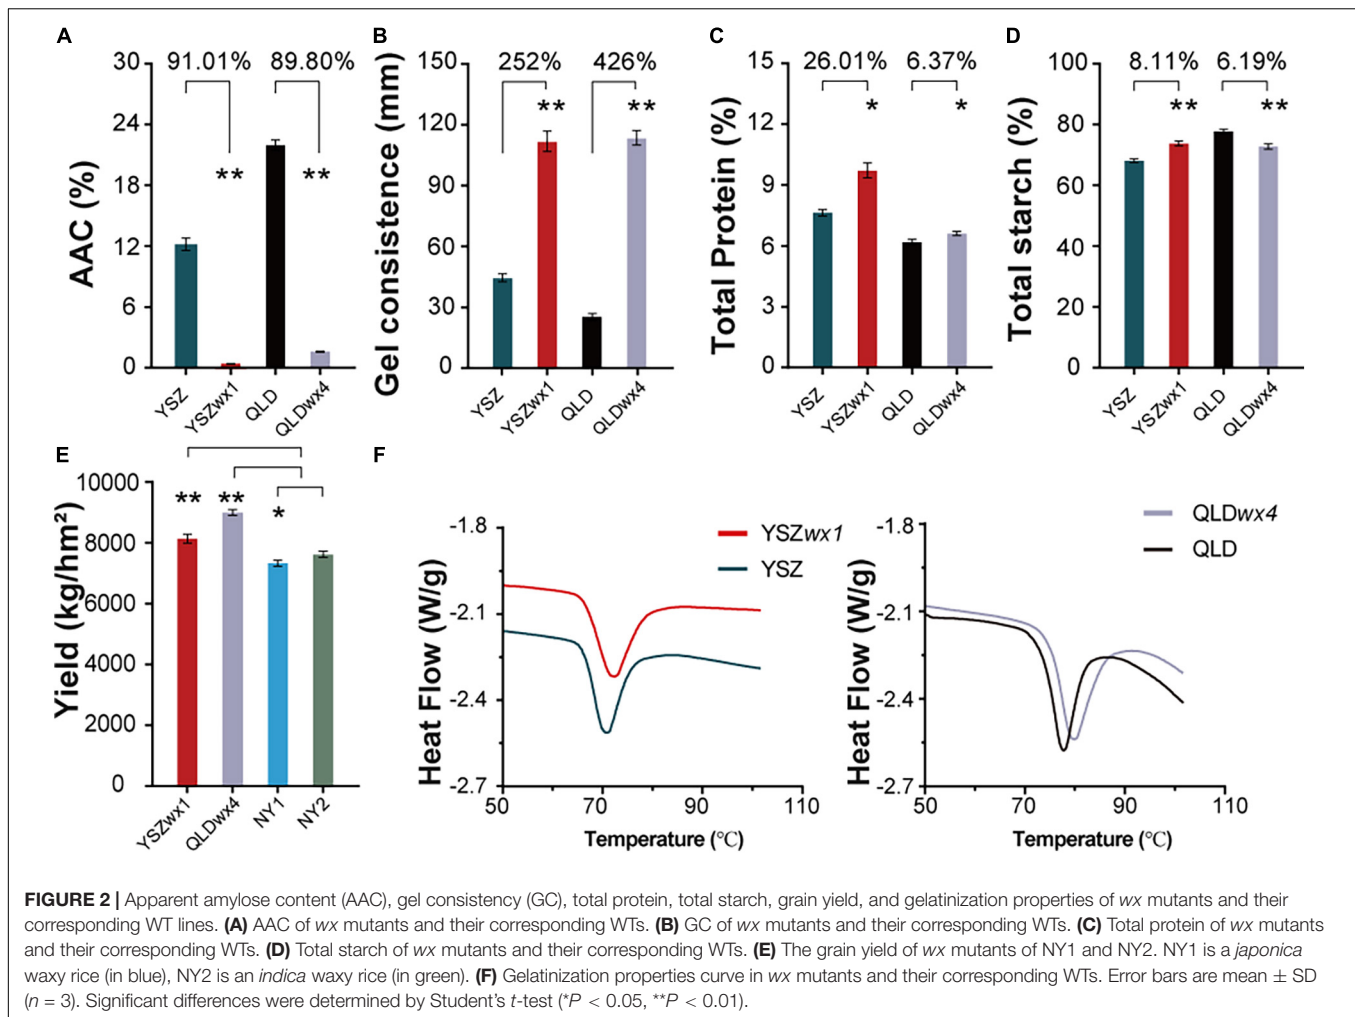 A
B
C
D
30
91.01%
89.80%
24
18
12
6
0
AAC (%)
**
**
YSZ
YSZwx1
QLD
QLDwx4
150
252%
426%
120
90
60
30
0
Gel consistence (mm)
**
**
YSZ
YSZwx1
QLD
QLDwx4
15
26.01%
6.37%
12
9
6
3
0
Total Protein (%)
*
*
YSZ
YSZwx1
QLD
QLDwx4
100
8.11%
6.19%
80
60
40
20
0
Total starch (%)
**
**
YSZ
YSZwx1
QLD
QLDwx4
E
10000
8000
6000
4000
2000
0
Yield (kg/hm²)
**
**
*
YSZwx1
QLDwx4
NY1
NY2
F
-1.8
-2.1
-2.4
-2.7
Heat Flow (W/g)
YSZwx1
YSZ
50
70
90
110
Temperature (°C)
-1.8
-2.1
-2.4
-2.7
Heat Flow (W/g)
QLDwx4
QLD
50
70
90
110
Temperature (°C)
FIGURE 2 | Apparent amylose content (AAC), gel consistency (GC), total protein, total starch, grain yield, and gelatinization properties of wx mutants and their
corresponding WT lines. (A) AAC of wx mutants and their corresponding WTs. (B) GC of wx mutants and their corresponding WTs. (C) Total protein of wx mutants
and their corresponding WTs. (D) Total starch of wx mutants and their corresponding WTs. (E) The grain yield of wx mutants of NY1 and NY2. NY1 is a japonica
waxy rice (in blue), NY2 is an indica waxy rice (in green). (F) Gelatinization properties curve in wx mutants and their corresponding WTs. Error bars are mean ± SD
(n = 3). Significant differences were determined by Student's t-test (*P < 0.05, **P < 0.01).